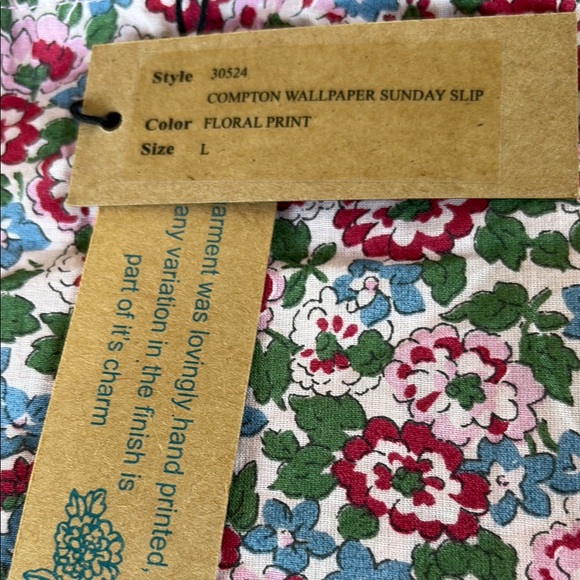 Style 30524
COMPTON WALLPAPER SUNDAY SLIP
Color FLORAL PRINT
Size L
arment was lovingly hand printed,
any variation in the finish is
part of it's charm